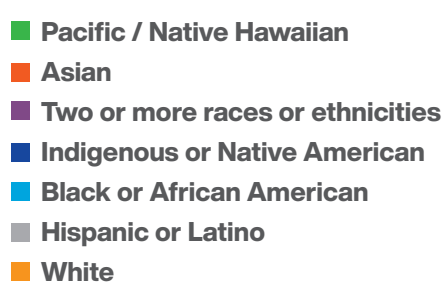 Pacific / Native Hawaiian
Asian
Two or more races or ethnicities
Indigenous or Native American
Black or African American
Hispanic or Latino
White